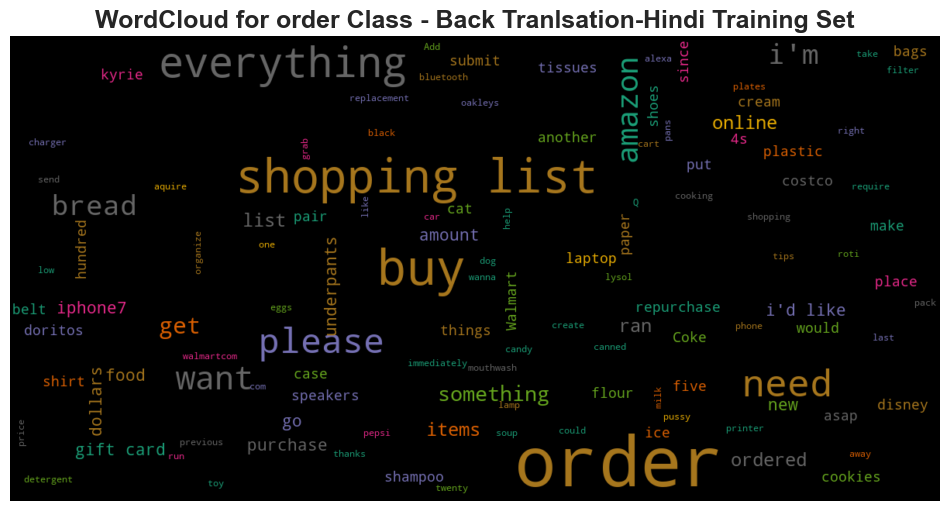 WordCloud for order Class - Back Tranlsation-Hindi Training Set
everything
kyrie
Add
submit
bluetooth
tissues
amazon
since
i'm
alexa
take
bags
filter
replacement
oakleys
shoes
plates
cream
online
charger
black
grab
another
cart
pans
4s
right
plastic
shopping list
put
costco
send
aquire
require
cooking
bread
list
pair
like
cat
car
help
Q
shopping
make
hundred
organize
one
underpants
amount
paper
buy
dog
wanna
laptop
lysol
tips
roti
low
place
belt
iphone7
eggs
Walmart
repurchase
i'd like
pack
doritos
get
please
things
create
ran
Coke
phone
would
last
walmartcom
immediately
candy
canned
mouthwash
shirt
food
dollars
want
com
case
speakers
something
lamp
flour
milk
five
need
new
asap
disney
pussy
price
go
items
ice
printer
gift card
previous
purchase
pepsi
soup
could
order
ordered
run
thanks
away
detergent
toy
shampoo
twenty
cookies